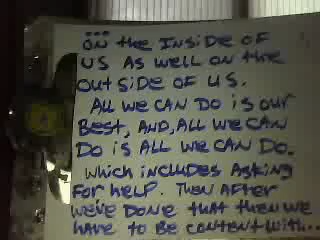 ...
ON the INSIDE OF
US AS WELL ON the
OUTSIDE OF US.
ALL WE CAN DO is OUR
BEST, AND, ALL WE CAN
DO is ALL WE CAN DO.
WHICH INCLUDES ASKING
FOR HELP. THEN AFTER
WE'VE DONE THAT THEN WE
HAVE TO BE CONTENT WITH...